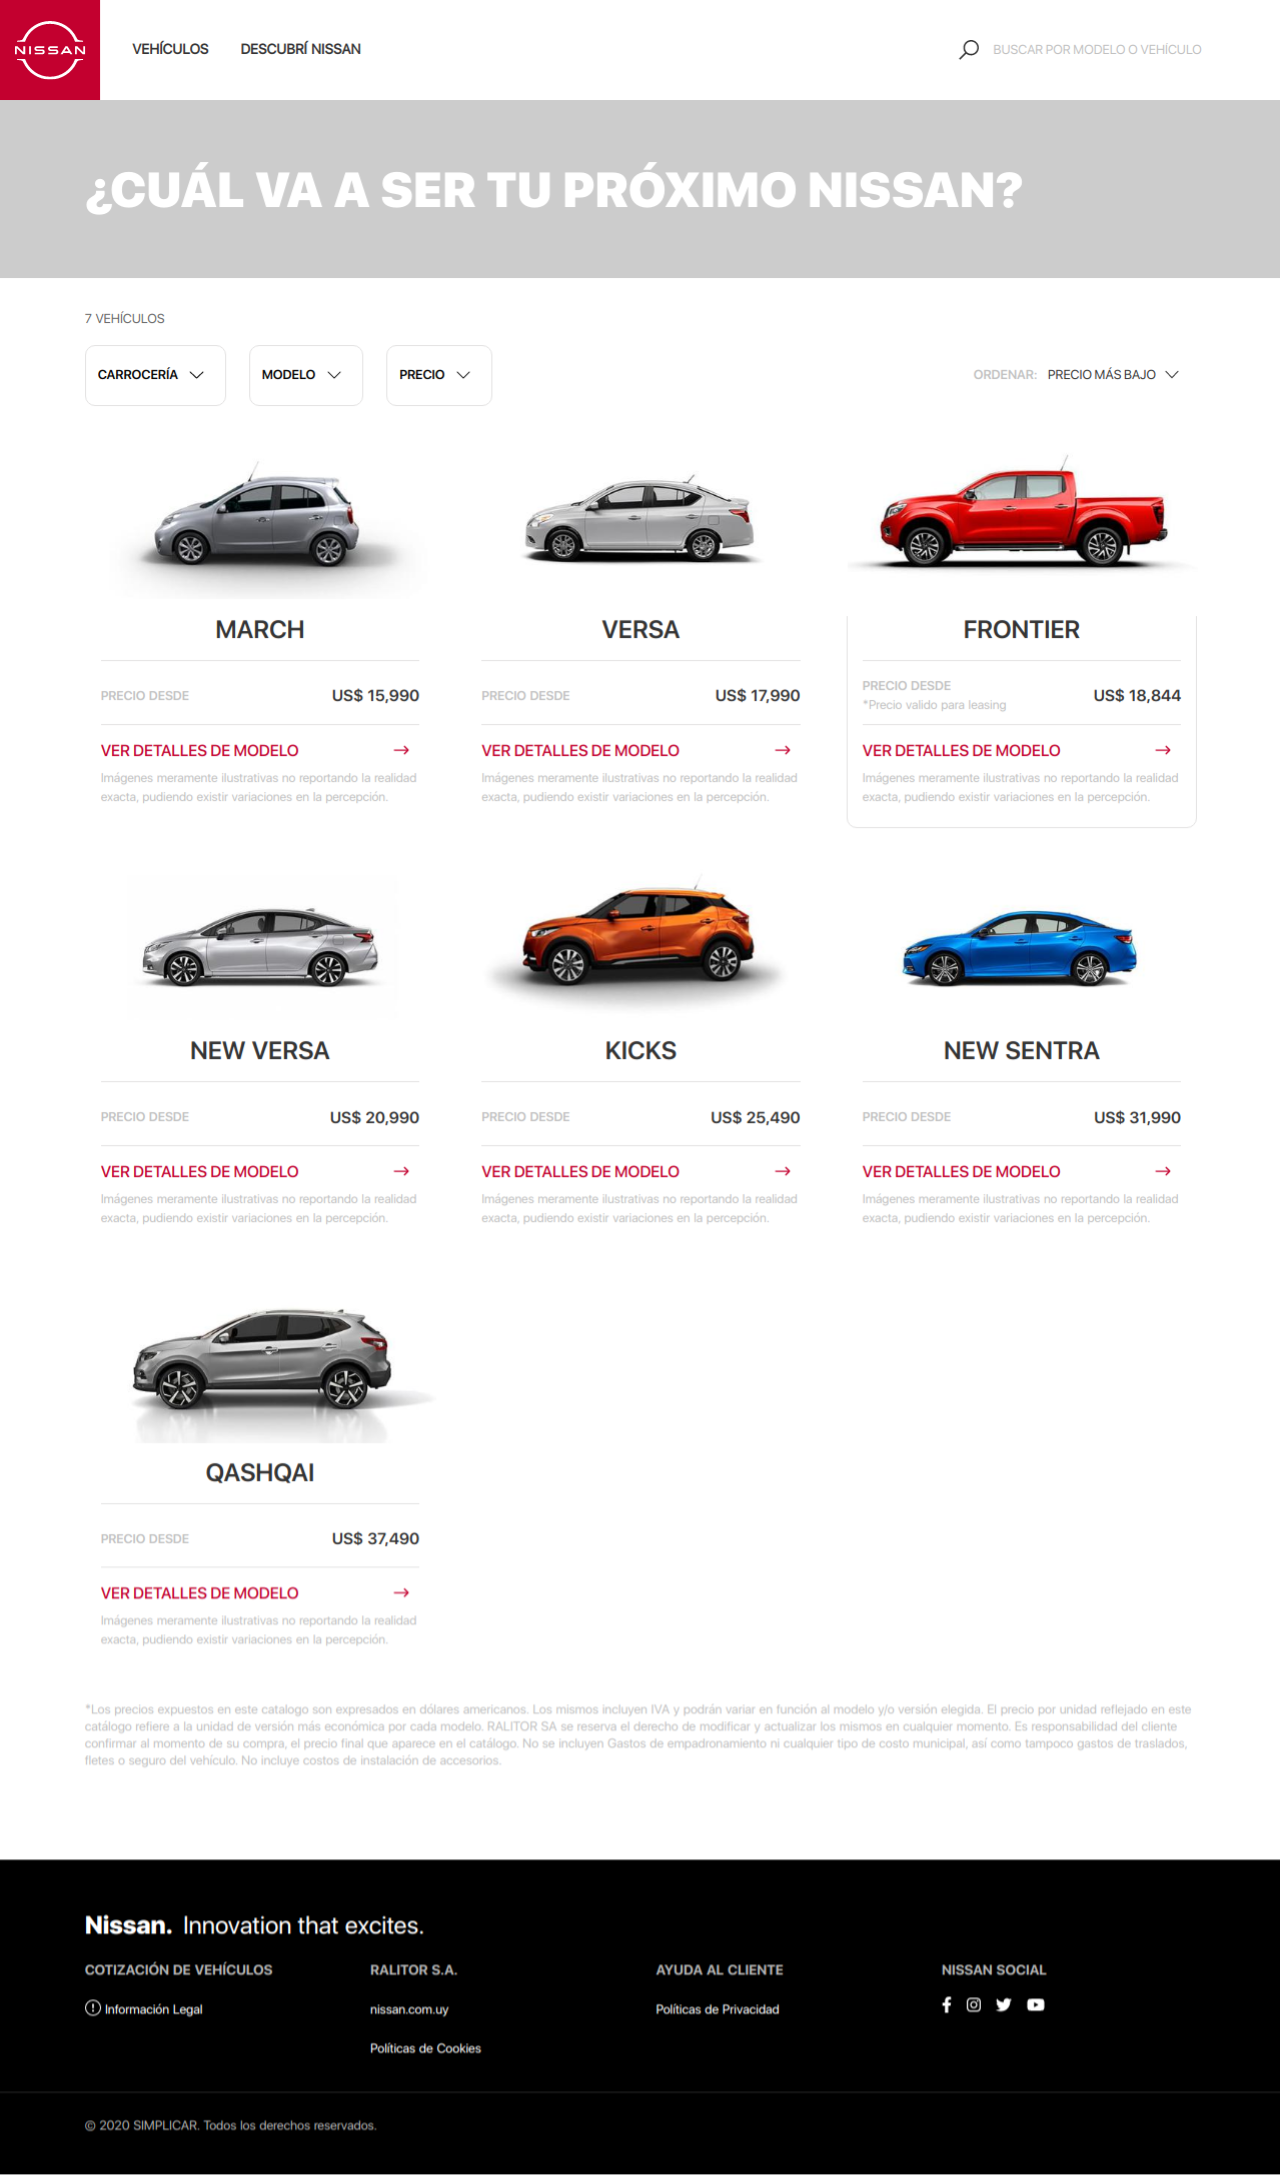 NISSAN
VEHÍCULOS
DESCUBRÍ NISSAN
BUSCAR POR MODELO O VEHÍCULO
¿CUÁL VA A SER TU PRÓXIMO NISSAN?
7 VEHÍCULOS
CARROCERÍA
MODELO
PRECIO
ORDENAR: PRECIO MÁS BAJO
MARCH
PRECIO DESDE
US$ 15,990
VER DETALLES DE MODELO
Imágenes meramente ilustrativas no reportando la realidad
exacta, pudiendo existir variaciones en la percepción.
VERSA
PRECIO DESDE
US$ 17,990
VER DETALLES DE MODELO
Imágenes meramente ilustrativas no reportando la realidad
exacta, pudiendo existir variaciones en la percepción.
FRONTIER
PRECIO DESDE
*Precio valido para leasing
US$ 18,844
VER DETALLES DE MODELO
Imágenes meramente ilustrativas no reportando la realidad
exacta, pudiendo existir variaciones en la percepción.
NEW VERSA
PRECIO DESDE
US$ 20,990
VER DETALLES DE MODELO
Imágenes meramente ilustrativas no reportando la realidad
exacta, pudiendo existir variaciones en la percepción.
KICKS
PRECIO DESDE
US$ 25,490
VER DETALLES DE MODELO
Imágenes meramente ilustrativas no reportando la realidad
exacta, pudiendo existir variaciones en la percepción.
NEW SENTRA
PRECIO DESDE
US$ 31,990
VER DETALLES DE MODELO
Imágenes meramente ilustrativas no reportando la realidad
exacta, pudiendo existir variaciones en la percepción.
QASHQAI
PRECIO DESDE
US$ 37,490
VER DETALLES DE MODELO
Imágenes meramente ilustrativas no reportando la realidad
exacta, pudiendo existir variaciones en la percepción.
*Los precios expuestos en este catalogo son expresados en dólares americanos. Los mismos incluyen IVA y podrán variar en función al modelo y/o versión elegida. El precio por unidad reflejado en este
catálogo refiere a la unidad de versión más económica por cada modelo. RALITOR SA se reserva el derecho de modificar y actualizar los mismos en cualquier momento. Es responsabilidad del cliente
confirmar al momento de su compra, el precio final que aparece en el catálogo. No se incluyen Gastos de empadronamiento ni cualquier tipo de costo municipal, así como tampoco gastos de traslados,
fletes o seguro del vehículo. No incluye costos de instalación de accesorios.
Nissan. Innovation that excites.
COTIZACIÓN DE VEHÍCULOS
Información Legal
RALITOR S.A.
nissan.com.uy
Políticas de Cookies
AYUDA AL CLIENTE
Políticas de Privacidad
NISSAN SOCIAL
© 2020 SIMPLICAR. Todos los derechos reservados.